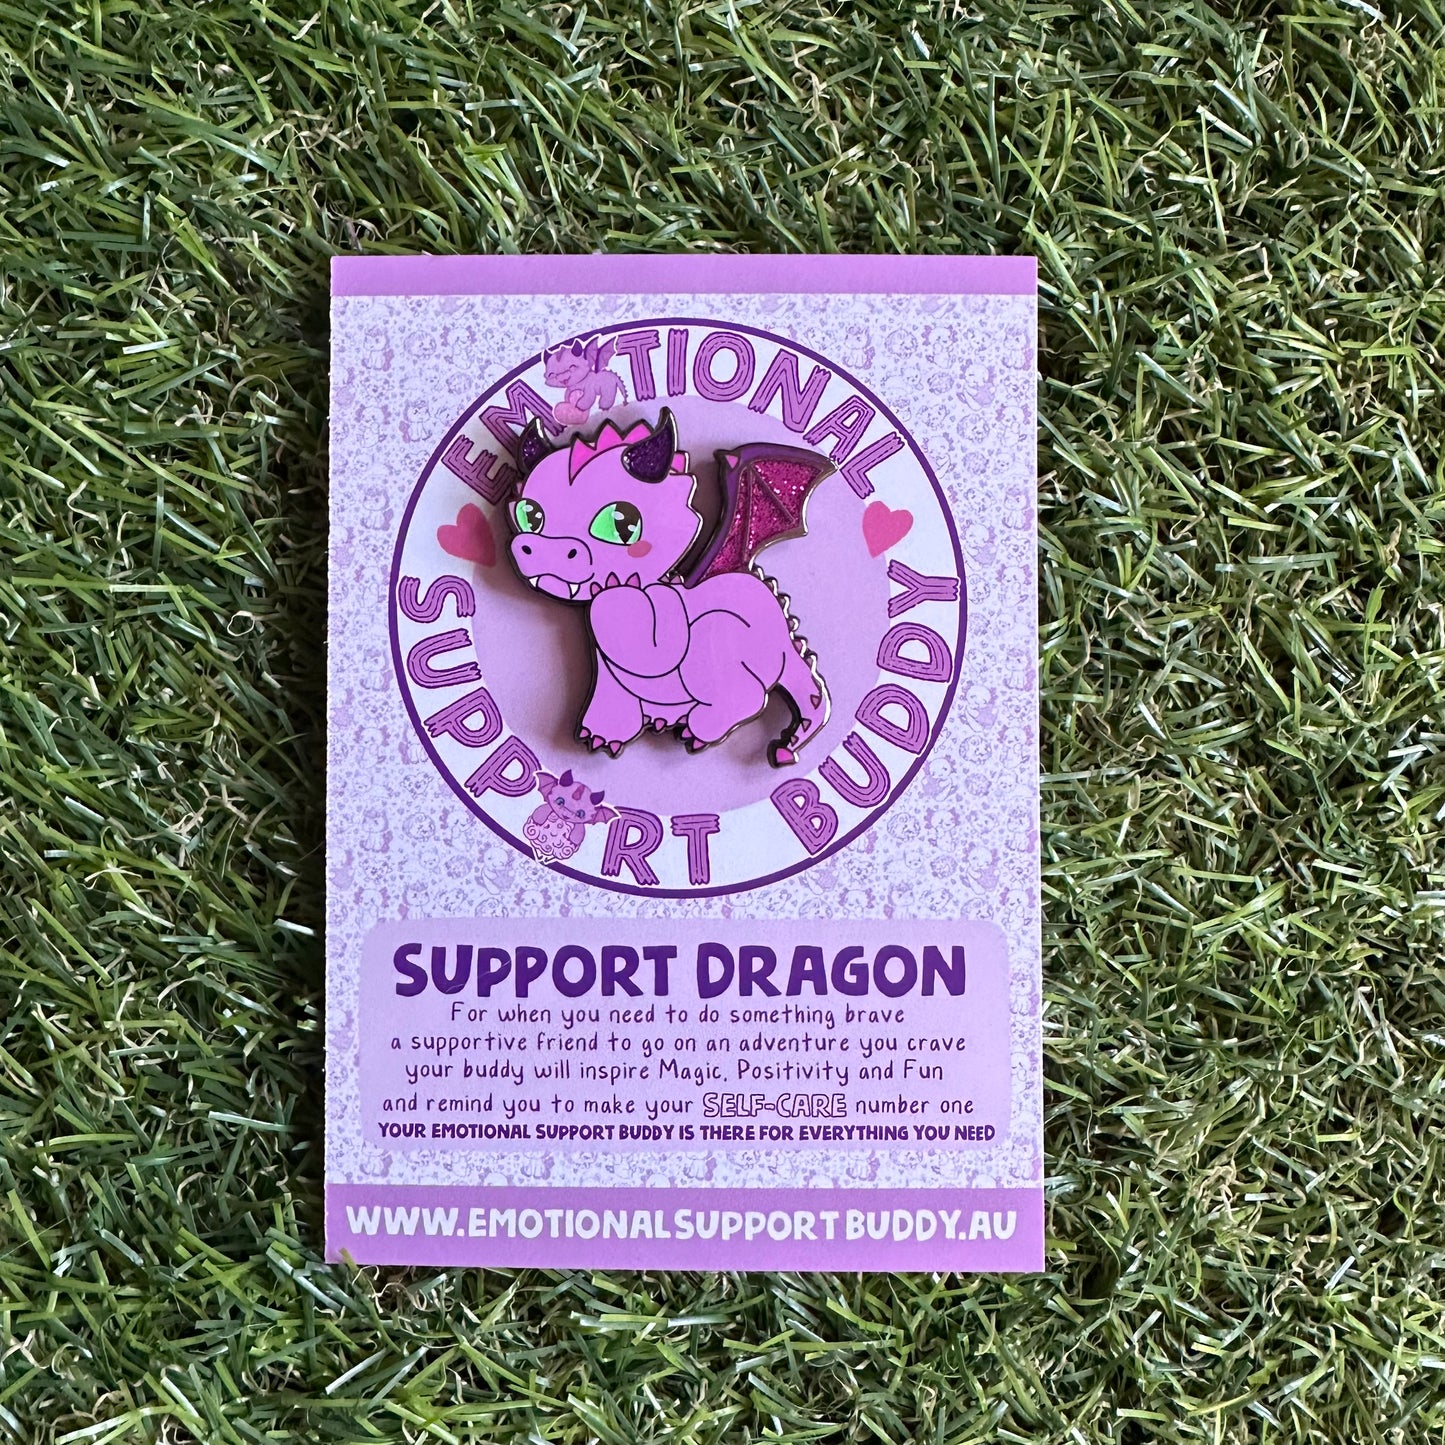 EMOTIONAL
SUPPORT BUDDY
SUPPORT DRAGON
For when you need to do something brave
a supportive friend to go on an adventure you crave
your buddy will inspire Magic, Positivity and Fun
and remind you to make your SELF-CARE number one
YOUR EMOTIONAL SUPPORT BUDDY IS THERE FOR EVERYTHING YOU NEED
WWW.EMOTIONALSUPPORTBUDDY.AU